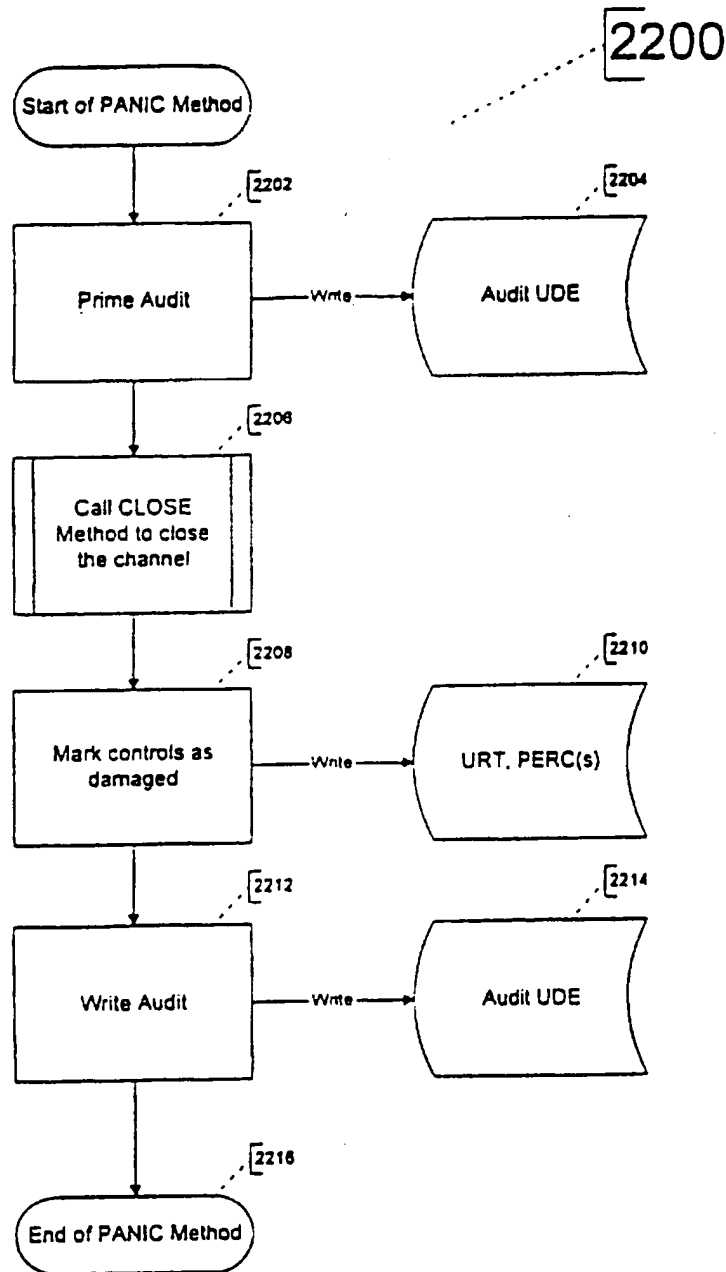 2200
Start of PANIC Method
2202
2204
Prime Audit
Write
Audit UDE
2206
Call CLOSE
Method to close
the channel
2208
2210
Mark controls as
damaged
Write
URT, PERC(s)
2212
2214
Write Audit
Write
Audit UDE
2216
End of PANIC Method